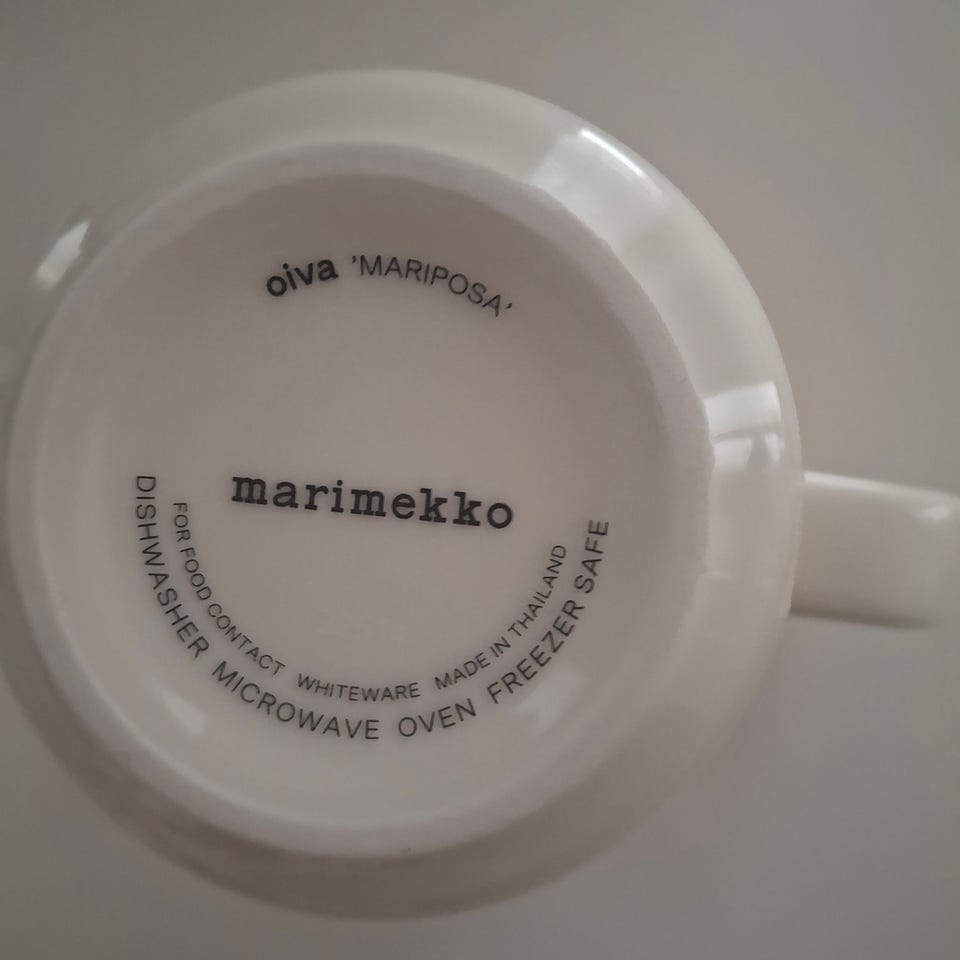 oiva 'MARIPOSA'
marimekko
FOR FOOD CONTACT WHITEWARE MADE IN THAILAND
DISHWASHER MICROWAVE OVEN FREEZER SAFE